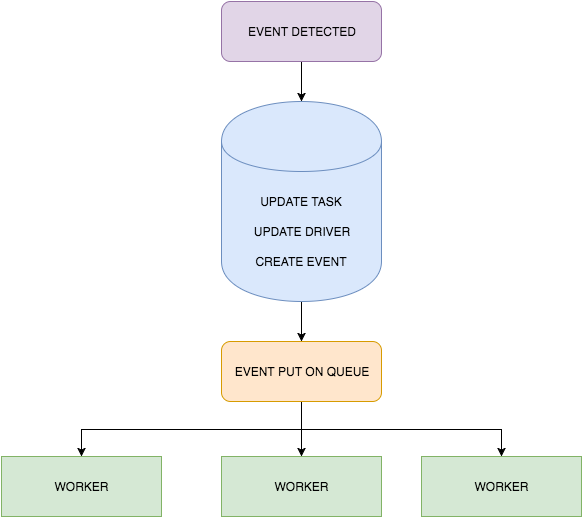 EVENT DETECTED
UPDATE TASK
UPDATE DRIVER
CREATE EVENT
EVENT PUT ON QUEUE
WORKER
WORKER
WORKER